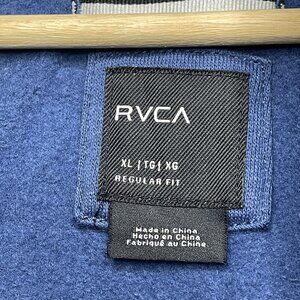 RVCA
XL | TG | XG
REGULAR FIT
Made in China
Hecho en China
Fabriqué au Chine